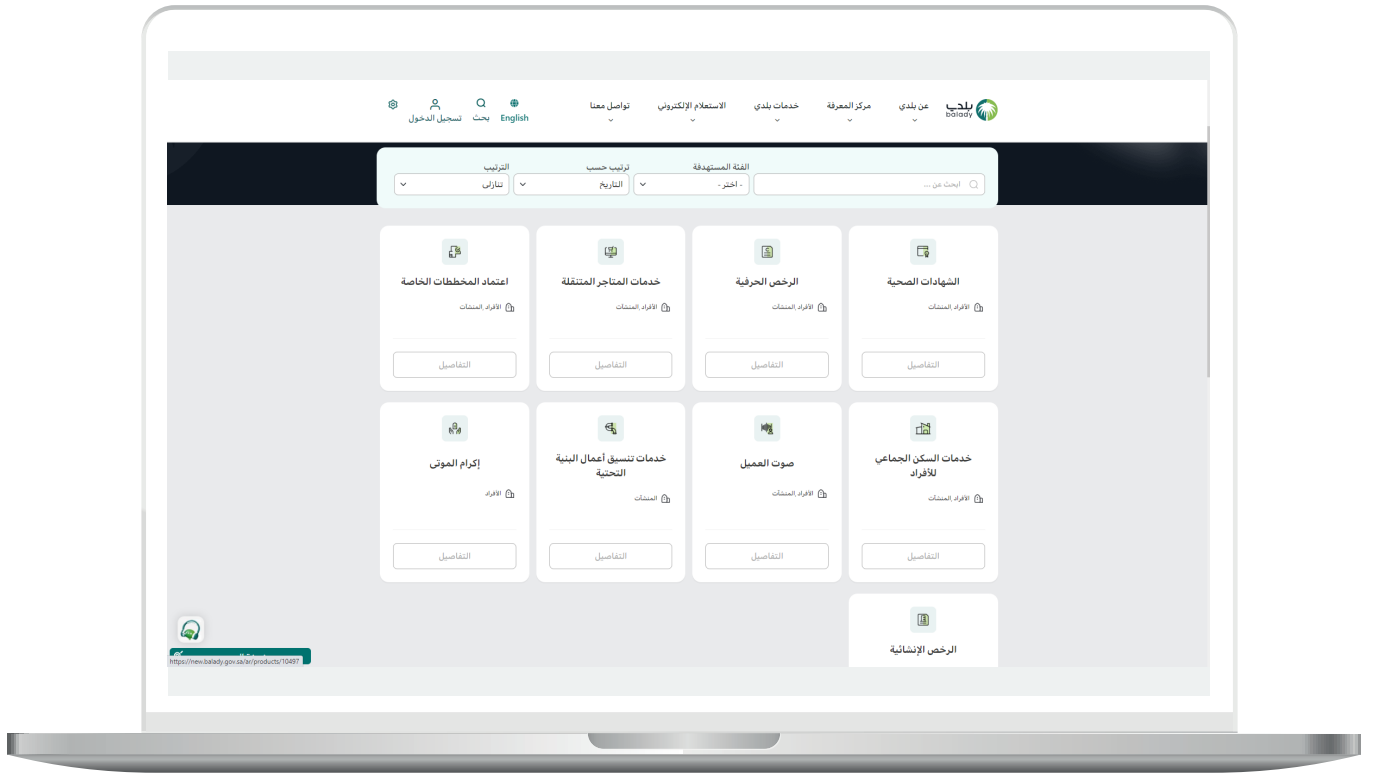 بلدي
balady
عن بلدي
مركز المعرفة
خدمات بلدي
الاستعلام الإلكتروني
تواصل معنا
English
بحث
تسجيل الدخول
ابحث عن ...
الفئة المستهدفة
- اختر -
ترتيب حسب
التاريخ
الترتيب
تنازلى
الشهادات الصحية
الأفراد ,المنشآت
التفاصيل
الرخص الحرفية
الأفراد ,المنشآت
التفاصيل
خدمات المتاجر المتنقلة
الأفراد ,المنشآت
التفاصيل
اعتماد المخططات الخاصة
الأفراد ,المنشآت
التفاصيل
خدمات السكن الجماعي
للأفراد
الأفراد ,المنشآت
التفاصيل
صوت العميل
الأفراد ,المنشآت
التفاصيل
خدمات تنسيق أعمال البنية
التحتية
المنشآت
التفاصيل
إكرام الموتى
الأفراد
التفاصيل
الرخص الإنشائية
https://new.balady.gov.sa/ar/products/10497